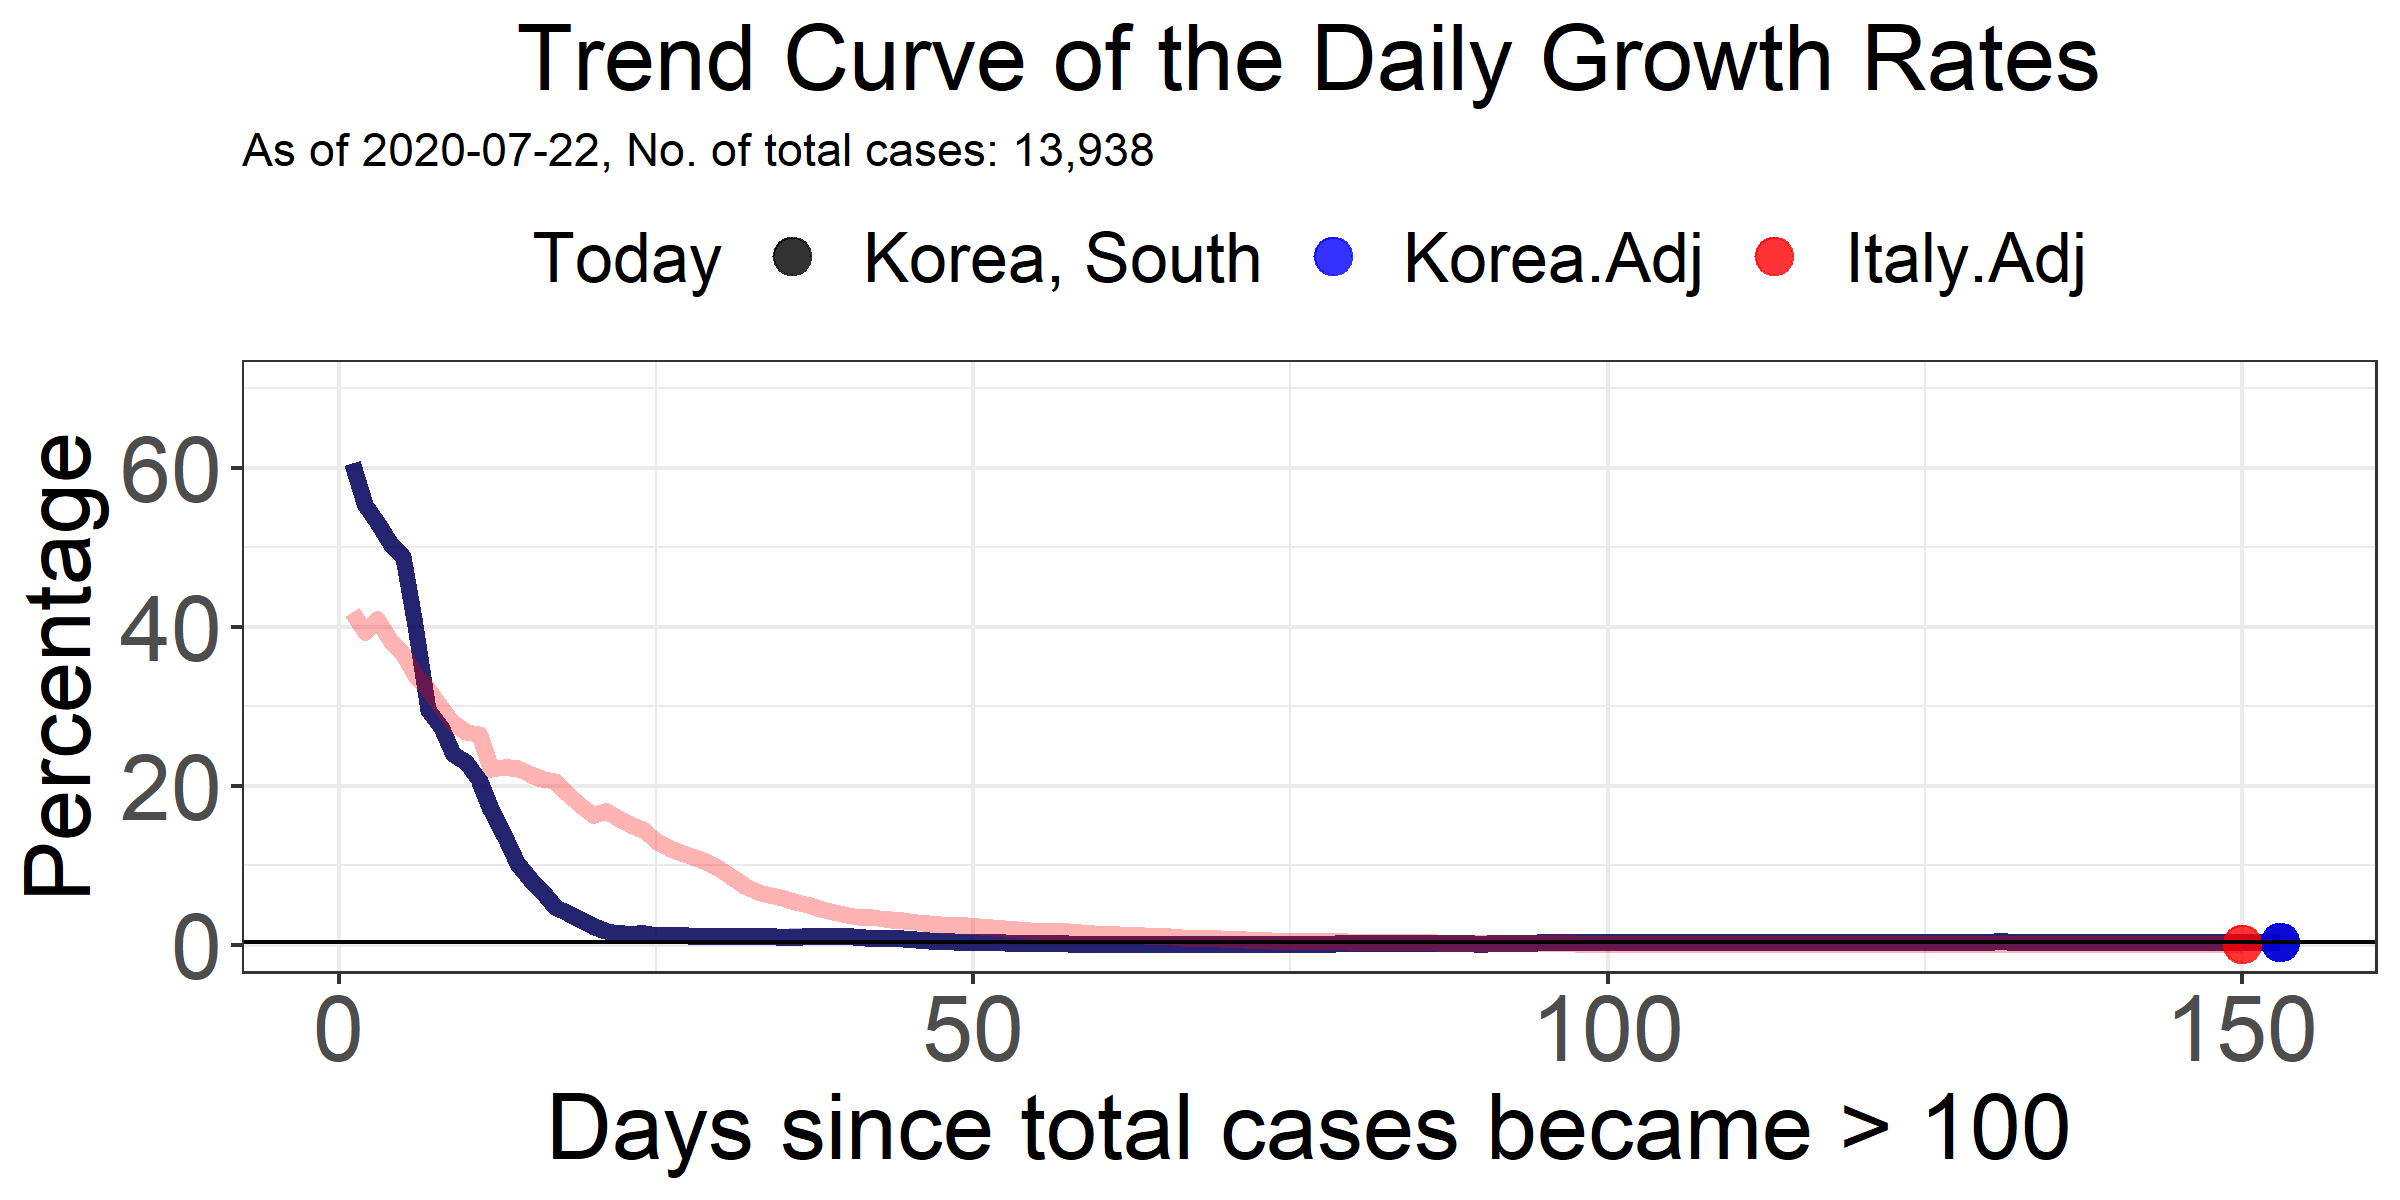 Trend Curve of the Daily Growth Rates
As of 2020-07-22, No. of total cases: 13,938
Today Korea, South Korea.Adj Italy.Adj
Percentage
60
40
20
0
0 50 100 150
Days since total cases became > 100